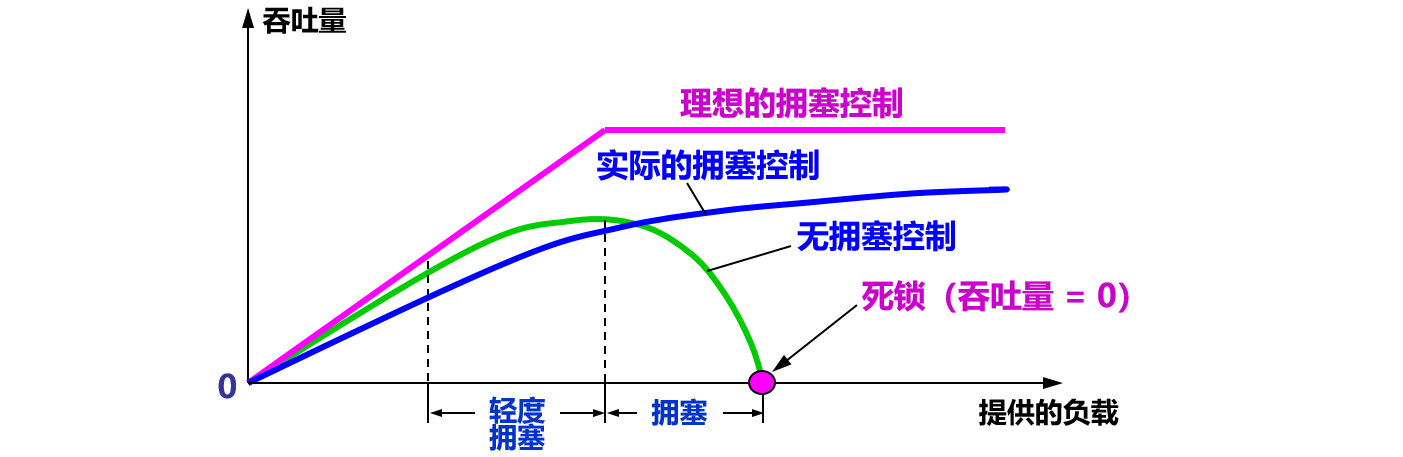 吞吐量
理想的拥塞控制
实际的拥塞控制
无拥塞控制
死锁（吞吐量 = 0）
0
轻度
拥塞
拥塞
提供的负载